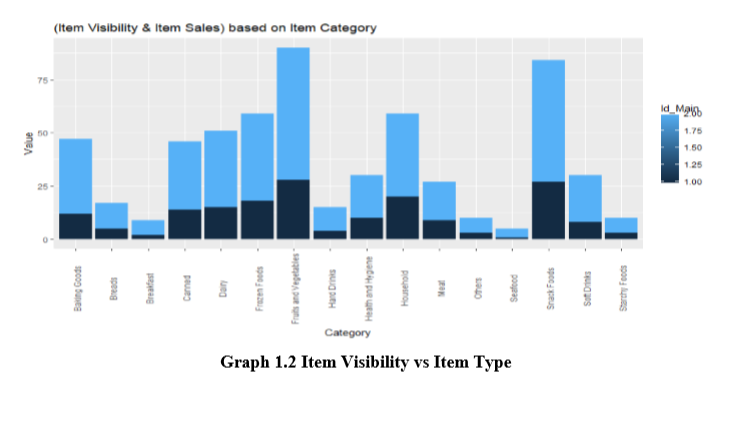 (Item Visibility & Item Sales) based on Item Category
Value
75
50
25
0
Id_Main
2.00
1.75
1.50
1.25
1.00
Baking Goods
Breads
Breakfast
Canned
Dairy
Frozen Foods
Fruits and Vegetables
Hard Drinks
Health and Hygiene
Household
Meat
Others
Seafood
Snack Foods
Soft Drinks
Starchy Foods
Category
Graph 1.2 Item Visibility vs Item Type